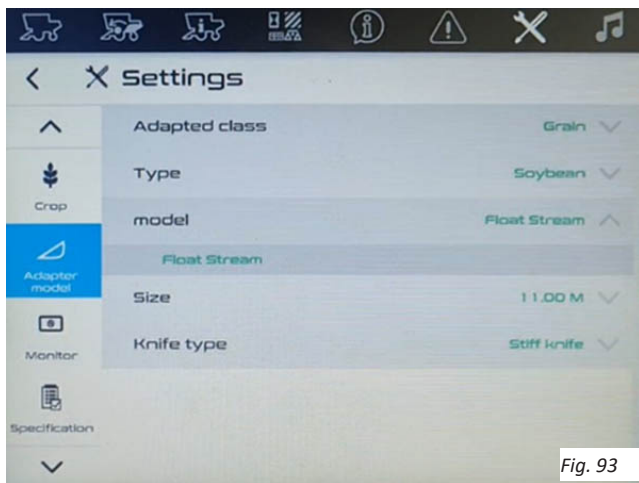 Settings
Adapted class Grain
Type Soybean
Crop
model Float Stream
Float Stream
Adapter
model
Size 11.00 M
Knife type Stiff knife
Monitor
Specification
Fig. 93